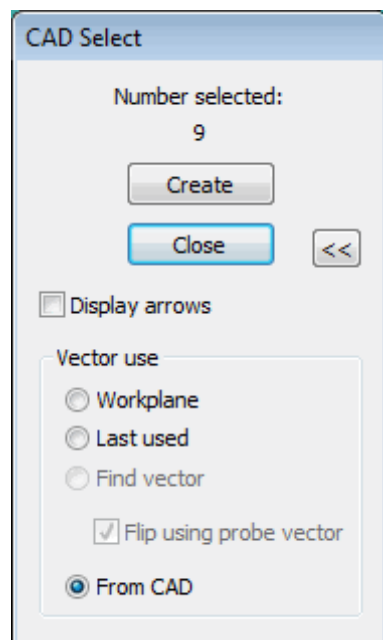 CAD Select
Number selected:
9
Create
Close
<<
Display arrows
Vector use
Workplane
Last used
Find vector
Flip using probe vector
From CAD